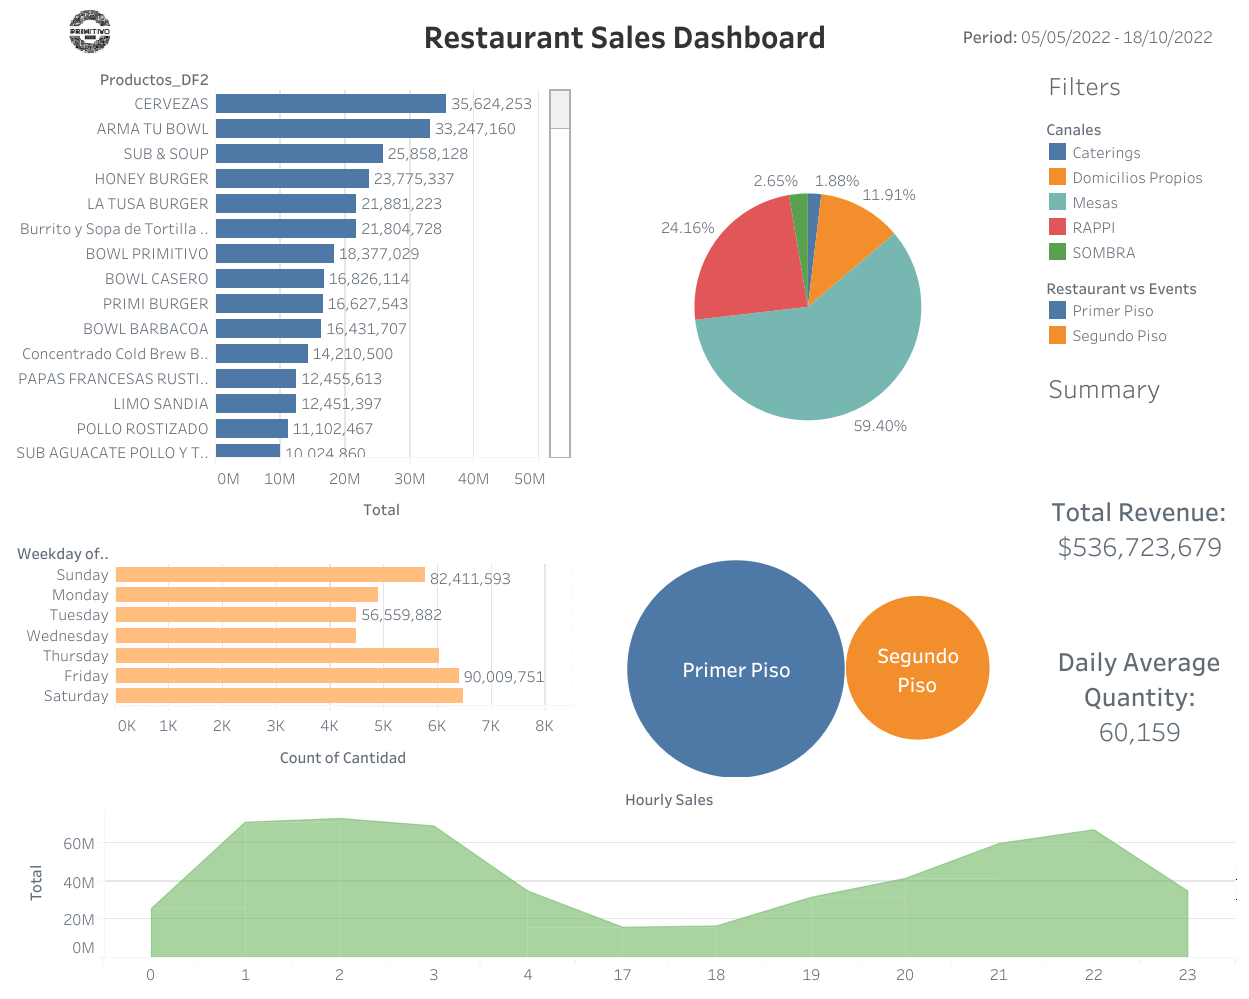 PRIMITIVO
Restaurant Sales Dashboard
Period: 05/05/2022 - 18/10/2022
Productos_DF2
CERVEZAS 35,624,253
ARMA TU BOWL 33,247,160
SUB & SOUP 25,858,128
HONEY BURGER 23,775,337
LA TUSA BURGER 21,881,223
Burrito y Sopa de Tortilla .. 21,804,728
BOWL PRIMITIVO 18,377,029
BOWL CASERO 16,826,114
PRIMI BURGER 16,627,543
BOWL BARBACOA 16,431,707
Concentrado Cold Brew B.. 14,210,500
PAPAS FRANCESAS RUSTI.. 12,455,613
LIMO SANDIA 12,451,397
POLLO ROSTIZADO 11,102,467
SUB AGUACATE POLLO Y T.. 10,024,860
0M 10M 20M 30M 40M 50M
Total
2.65% 1.88%
11.91%
24.16%
59.40%
Filters
Canales
Caterings
Domicilios Propios
Mesas
RAPPI
SOMBRA
Restaurant vs Events
Primer Piso
Segundo Piso
Summary
Total Revenue:
$536,723,679
Daily Average
Quantity:
60,159
Weekday of..
Sunday 82,411,593
Monday
Tuesday 56,559,882
Wednesday
Thursday
Friday 90,009,751
Saturday
0K 1K 2K 3K 4K 5K 6K 7K 8K
Count of Cantidad
Primer Piso
Segundo
Piso
Hourly Sales
Total
60M
40M
20M
0M
0 1 2 3 4 17 18 19 20 21 22 23